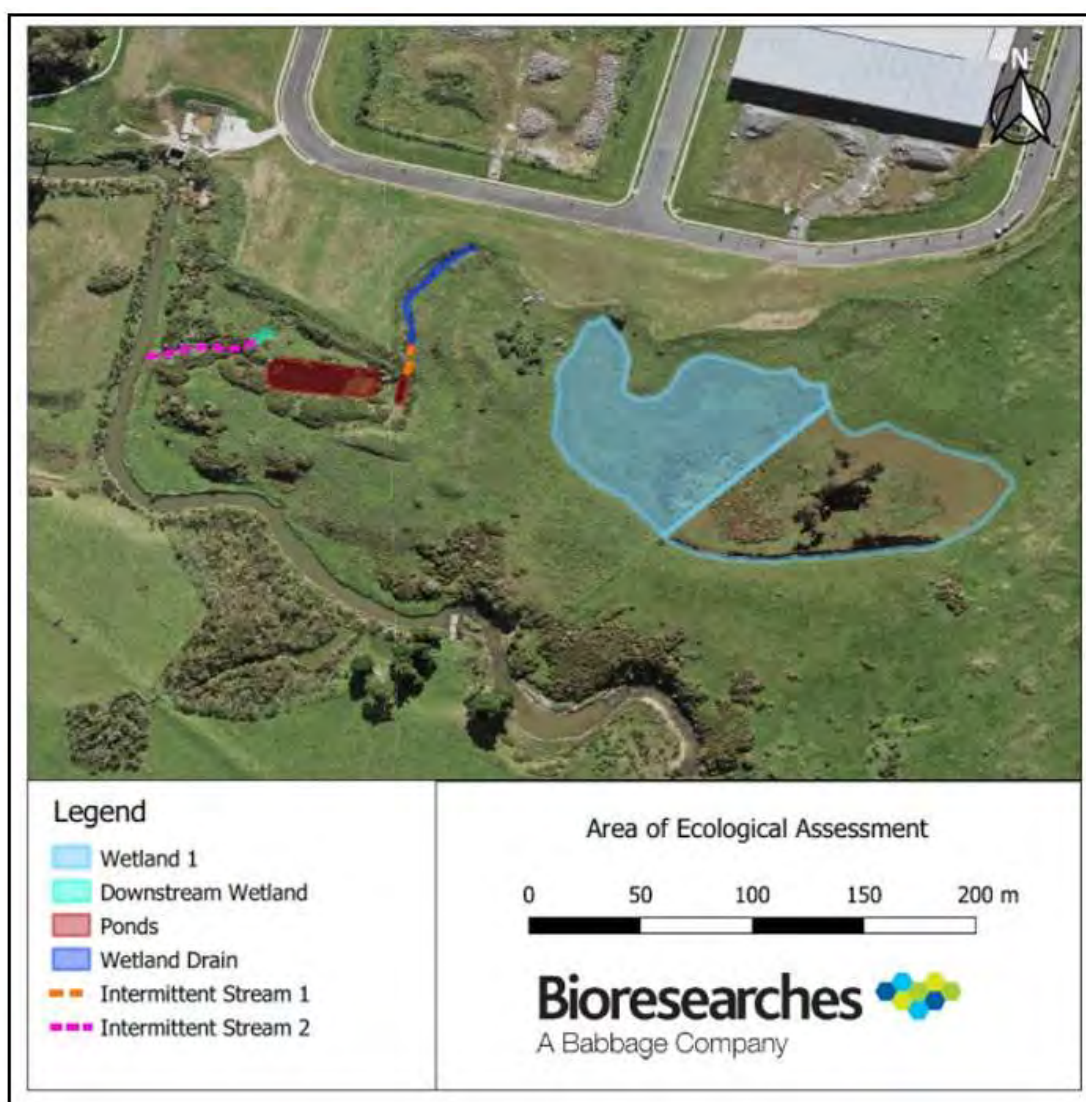 N
Legend
Wetland 1
Downstream Wetland
Ponds
Wetland Drain
Intermittent Stream 1
Intermittent Stream 2
Area of Ecological Assessment
0 50 100 150 200 m
Bioresearches
A Babbage Company